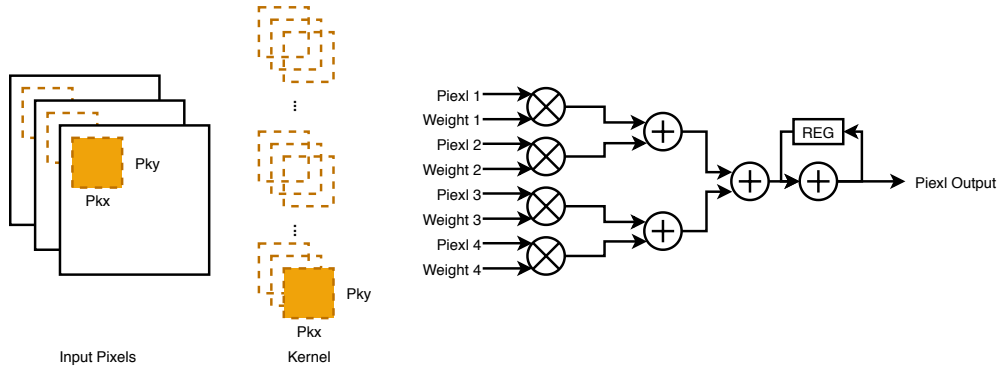 Pky
Pkx
Input Pixels
...
...
Pky
Pkx
Kernel
Piexl 1
Weight 1
Piexl 2
Weight 2
Piexl 3
Weight 3
Piexl 4
Weight 4
REG
Piexl Output